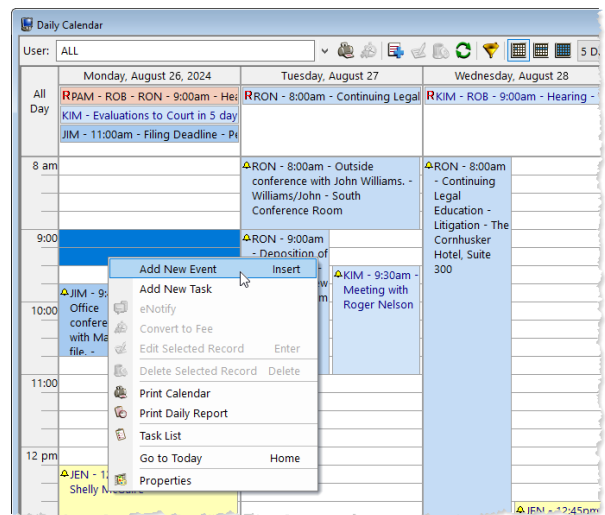 Daily Calendar
User: ALL 5 D
Monday, August 26, 2024 Tuesday, August 27 Wednesday, August 28
All
Day
RPAM - ROB - RON - 9:00am - Hea
KIM - Evaluations to Court in 5 day
JIM - 11:00am - Filing Deadline - Pe
RRON - 8:00am - Continuing Legal
RKIM - ROB - 9:00am - Hearing -
8 am
9:00
10:00
11:00
12 pm
RON - 8:00am - Outside
conference with John Williams. -
Williams/John - South
Conference Room
RON - 9:00am
- Deposition of
KIM - 9:30am -
Meeting with
Roger Nelson
RON - 8:00am
- Continuing
Legal
Education -
Litigation - The
Cornhusker
Hotel, Suite
300
JIM - 9:
Office
confere
with Ma
file. -
JEN - 12
Shelly
JEN - 12:45pm
Add New Event Insert
Add New Task
eNotify
Convert to Fee
Edit Selected Record Enter
Delete Selected Record Delete
Print Calendar
Print Daily Report
Task List
Go to Today Home
Properties